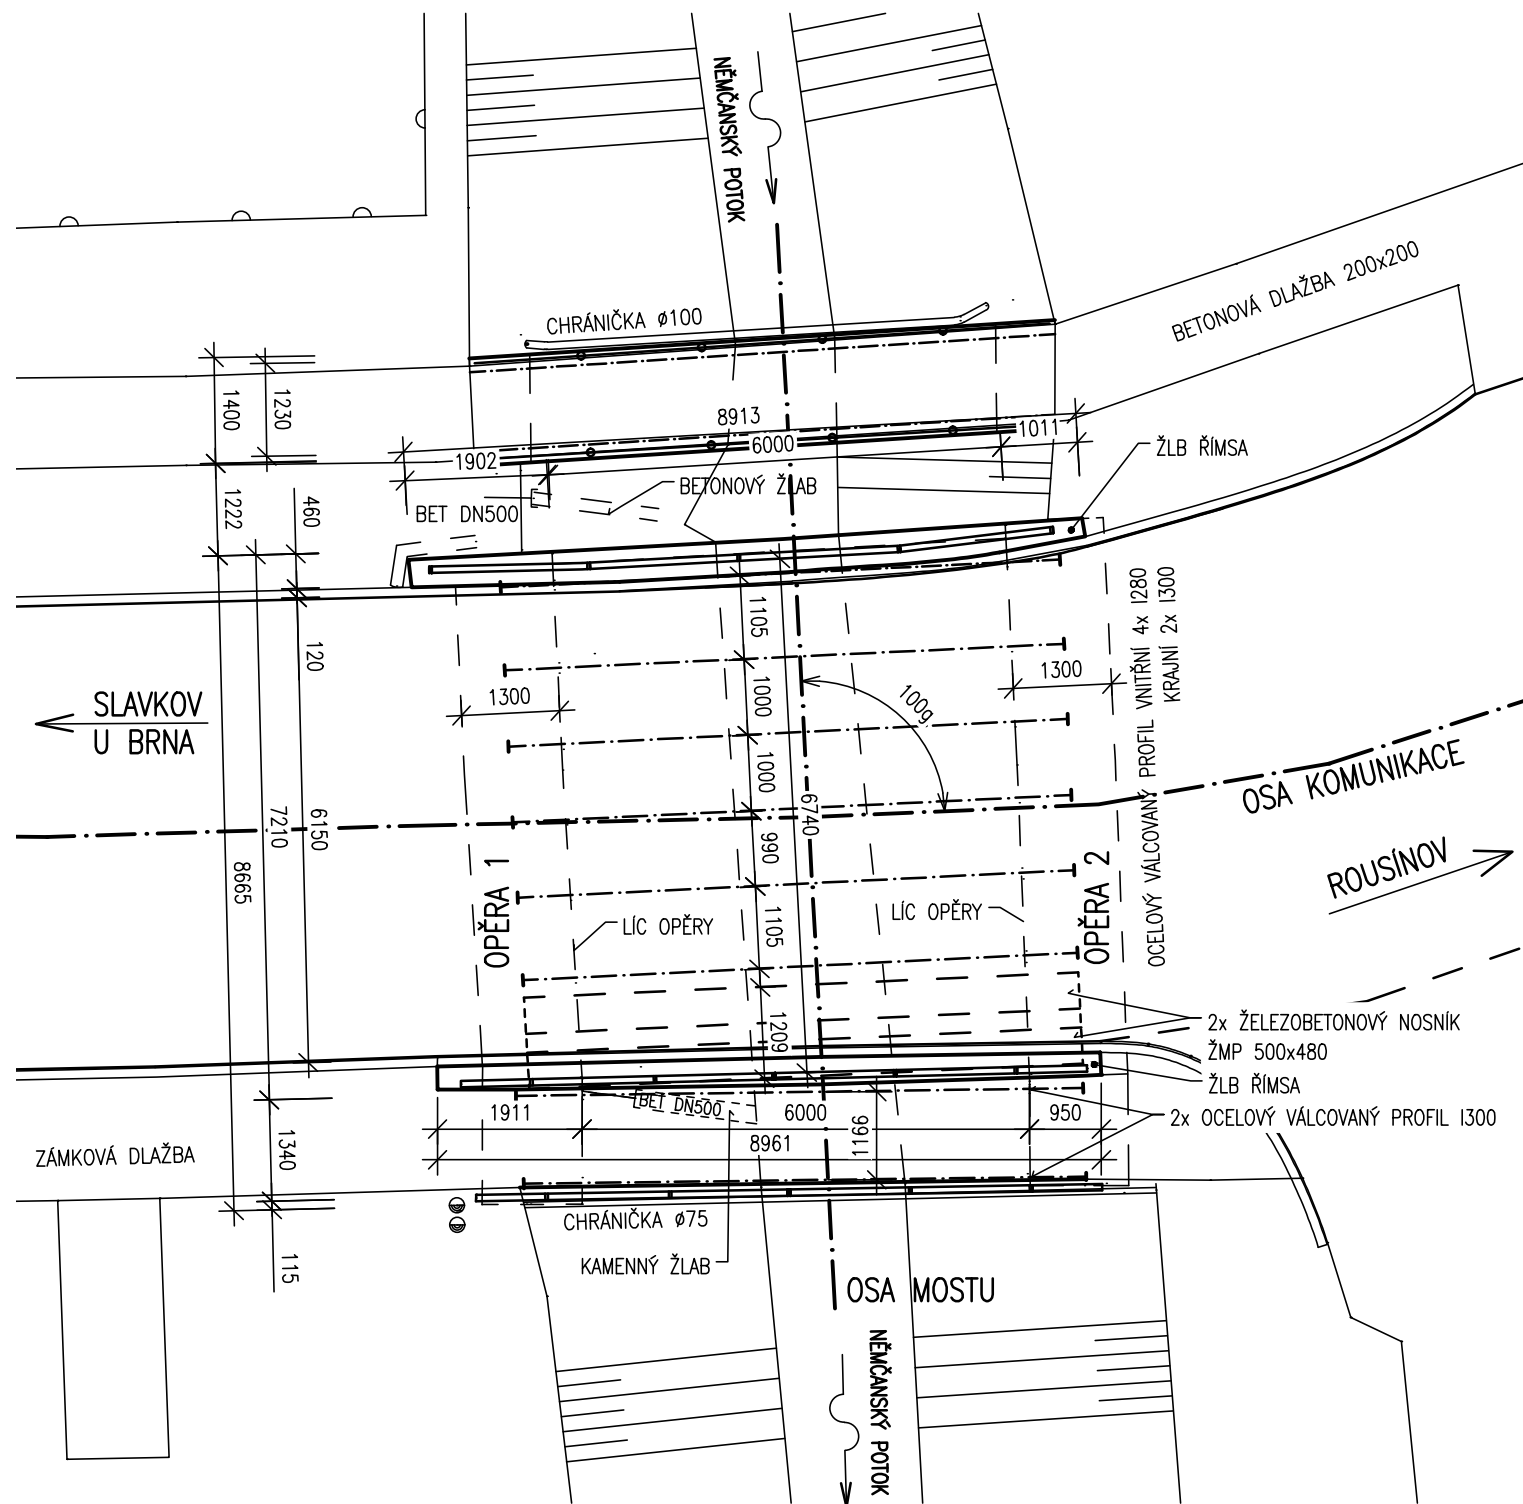 NĚMČANSKÝ POTOK
BETONOVÁ DLAŽBA 200x200
CHRÁNIČKA ø100
1400
1230
8913
6000
1011
1902
ŽLB ŘÍMSA
BETONOVÝ ŽLAB
BET DN500
1222
460
OCELOVÝ VÁLCOVANÝ PROFIL VNITŘNÍ 4x I280
KRAJNÍ 2x I300
1105
120
1300
1300
1000
100g
SLAVKOV
U BRNA
1000
6740
OSA KOMUNIKACE
6150
7210
8665
990
ROUSÍNOV
OPĚRA 1
OPĚRA 2
LÍC OPĚRY
LÍC OPĚRY
1105
1209
2x ŽELEZOBETONOVÝ NOSNÍK
ŽMP 500x480
ŽLB ŘÍMSA
BET DN500
1911
6000
950
2x OCELOVÝ VÁLCOVANÝ PROFIL I300
8961
1166
1340
ZÁMKOVÁ DLAŽBA
CHRÁNIČKA ø75
115
KAMENNÝ ŽLAB
OSA MOSTU
NĚMČANSKÝ POTOK